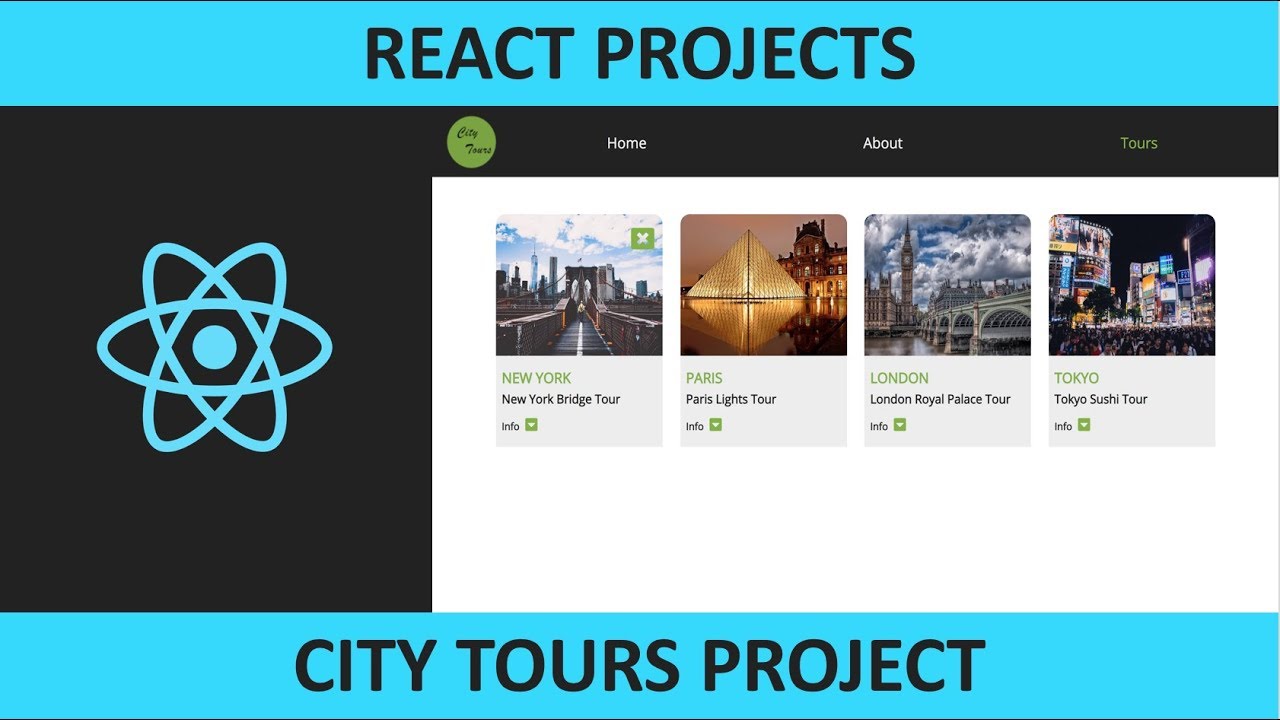 REACT PROJECTS
City
Tours
Home
About
Tours
NEW YORK
New York Bridge Tour
Info
PARIS
Paris Lights Tour
Info
LONDON
London Royal Palace Tour
Info
TOKYO
Tokyo Sushi Tour
Info
CITY TOURS PROJECT